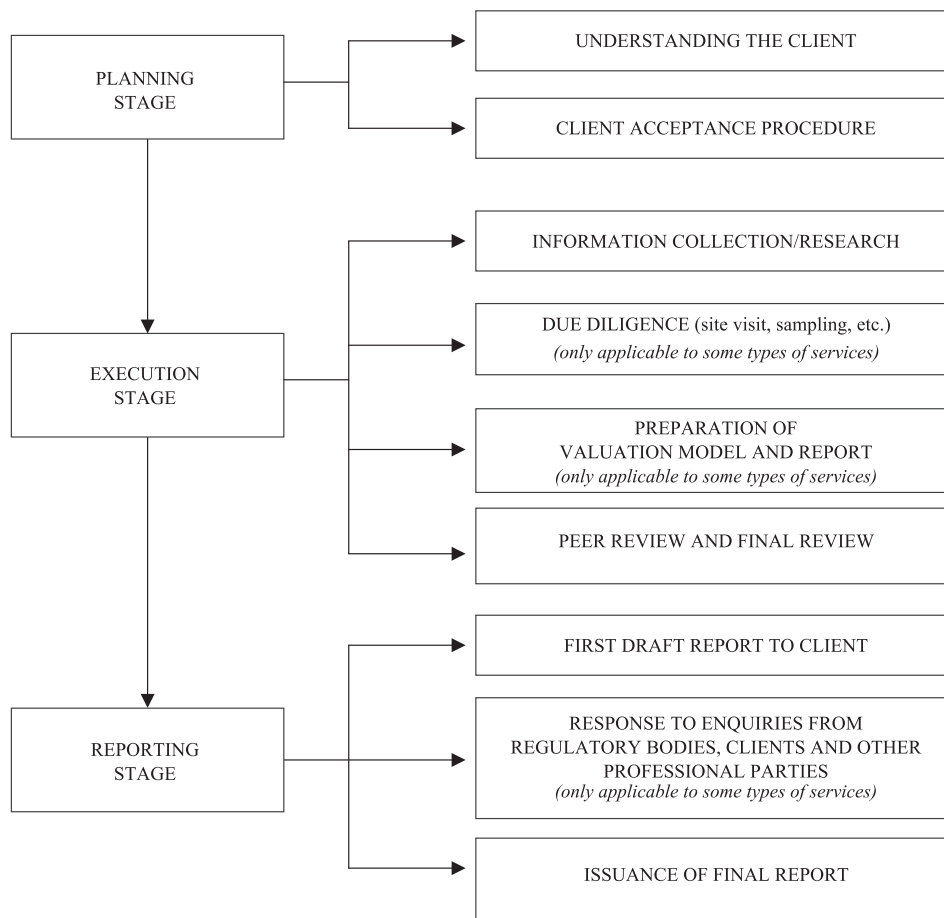 PLANNING
STAGE
UNDERSTANDING THE CLIENT
CLIENT ACCEPTANCE PROCEDURE
EXECUTION
STAGE
INFORMATION COLLECTION/RESEARCH
DUE DILIGENCE (site visit, sampling, etc.)
(only applicable to some types of services)
PREPARATION OF
VALUATION MODEL AND REPORT
(only applicable to some types of services)
PEER REVIEW AND FINAL REVIEW
REPORTING
STAGE
FIRST DRAFT REPORT TO CLIENT
RESPONSE TO ENQUIRIES FROM
REGULATORY BODIES, CLIENTS AND OTHER
PROFESSIONAL PARTIES
(only applicable to some types of services)
ISSUANCE OF FINAL REPORT